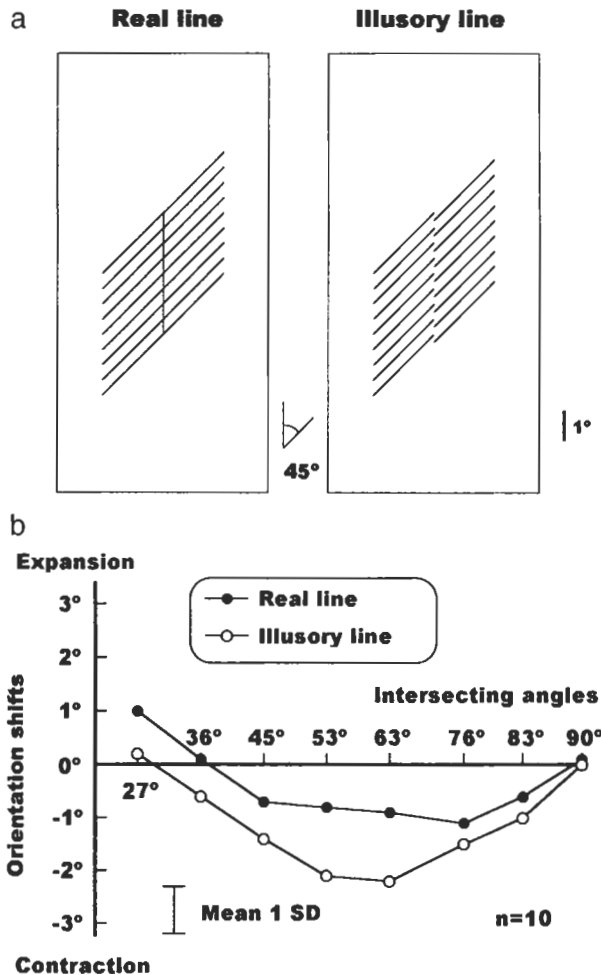 a
Real line
Illusory line
45°
1°
b
Expansion
3°
2°
1°
0°
-1°
-2°
-3°
Orientation shifts
Real line
Illusory line
Intersecting angles
27°
36°
45°
53°
63°
76°
83°
90°
Mean 1 SD
n=10
Contraction